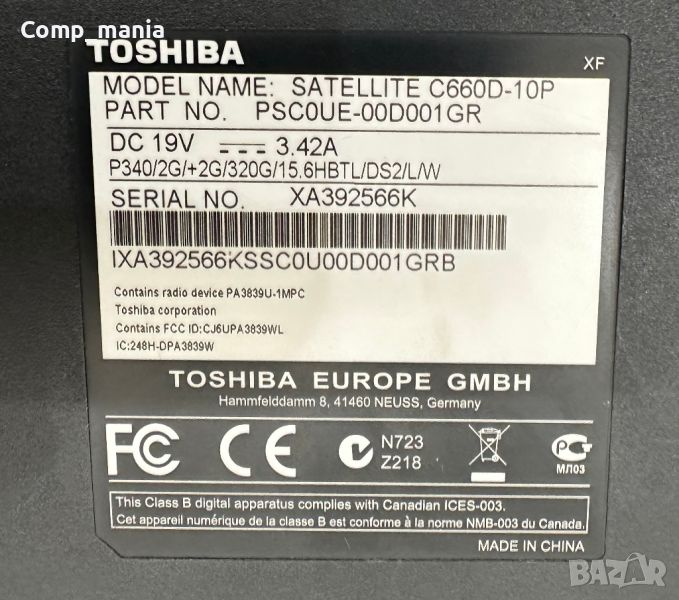 Comp_mania
TOSHIBA
XF
MODEL NAME: SATELLITE C660D-10P
PART NO. PSC0UE-00D001GR
DC 19V 3.42A
P340/2G/+2G/320G/15.6HBTL/DS2/L/W
SERIAL NO. XA392566K
IXA392566KSSC0U00D001GRB
Contains radio device PA3839U-1MPC
Toshiba corporation
Contains FCC ID:CJ6UPA3839WL
IC:248H-DPA3839W
TOSHIBA EUROPE GMBH
Hammfelddamm 8, 41460 NEUSS, Germany
FC CE N723
Z218
МЛ03
This Class B digital apparatus complies with Canadian ICES-003.
Cet appareil numérique de la classe B est conforme à la norme NMB-003 du Canada.
MADE IN CHINA
BAZAR